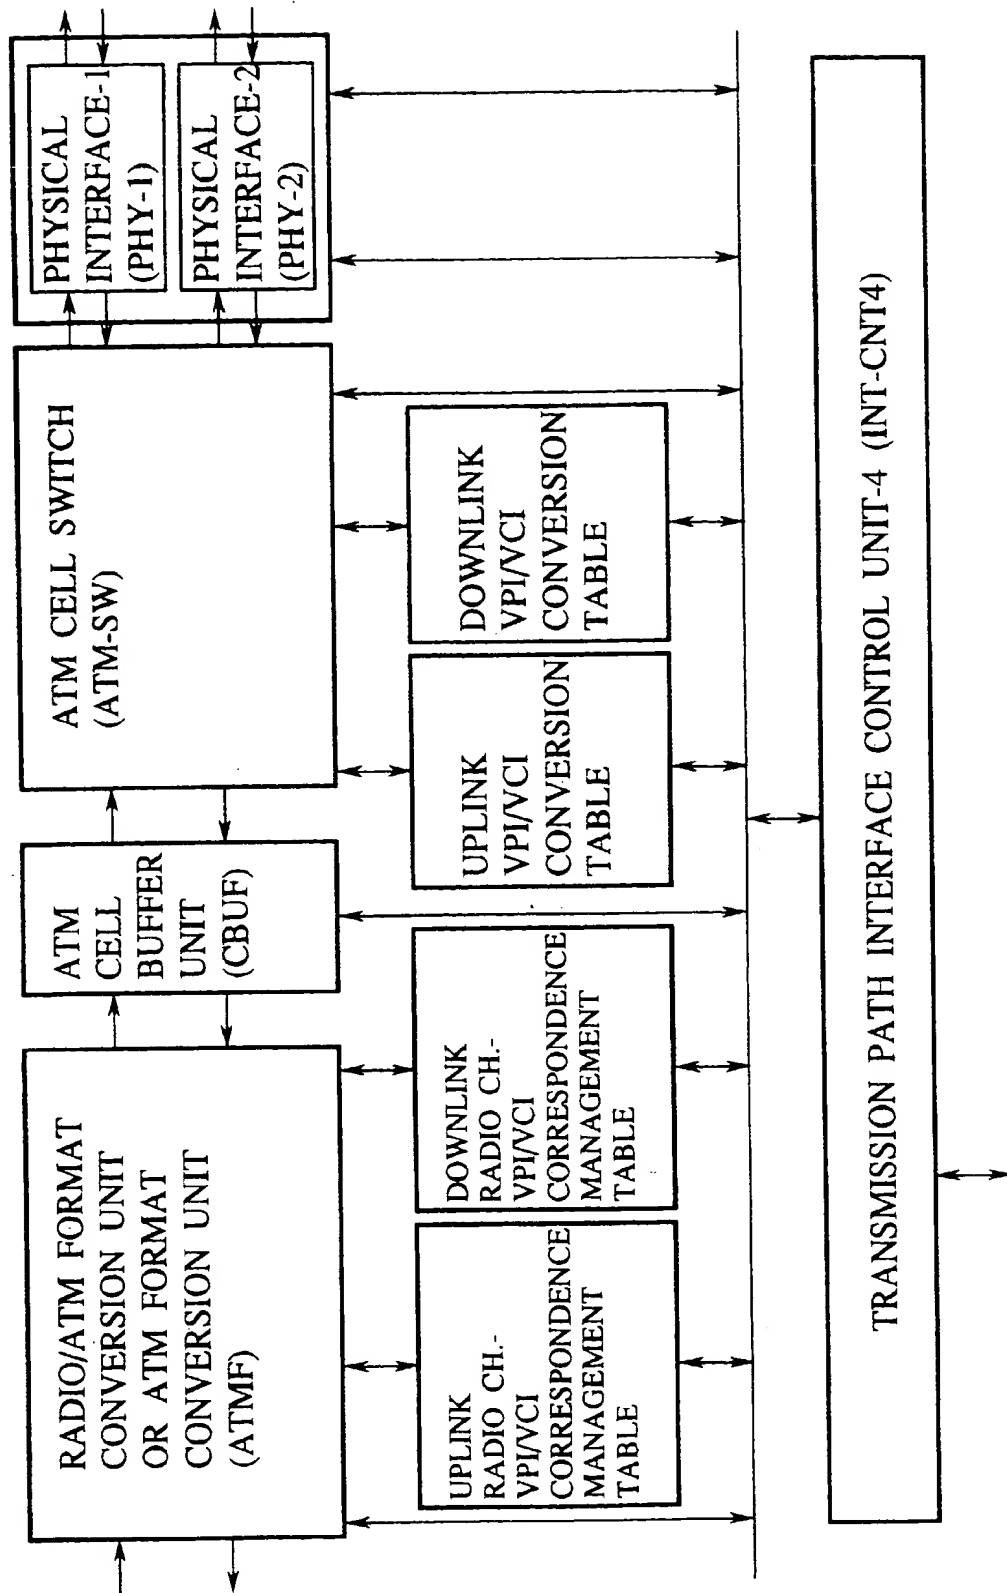 RADIO/ATM FORMAT
CONVERSION UNIT
OR ATM FORMAT
CONVERSION UNIT
(ATMF)
ATM
CELL
BUFFER
UNIT
(CBUF)
ATM CELL SWITCH
(ATM-SW)
PHYSICAL
INTERFACE-1
(PHY-1)
PHYSICAL
INTERFACE-2
(PHY-2)
UPLINK
RADIO CH.-
VPI/VCI
CORRESPONDENCE
MANAGEMENT
TABLE
DOWNLINK
RADIO CH.-
VPI/VCI
CORRESPONDENCE
MANAGEMENT
TABLE
UPLINK
VPI/VCI
CONVERSION
TABLE
DOWNLINK
VPI/VCI
CONVERSION
TABLE
TRANSMISSION PATH INTERFACE CONTROL UNIT-4 (INT-CNT4)